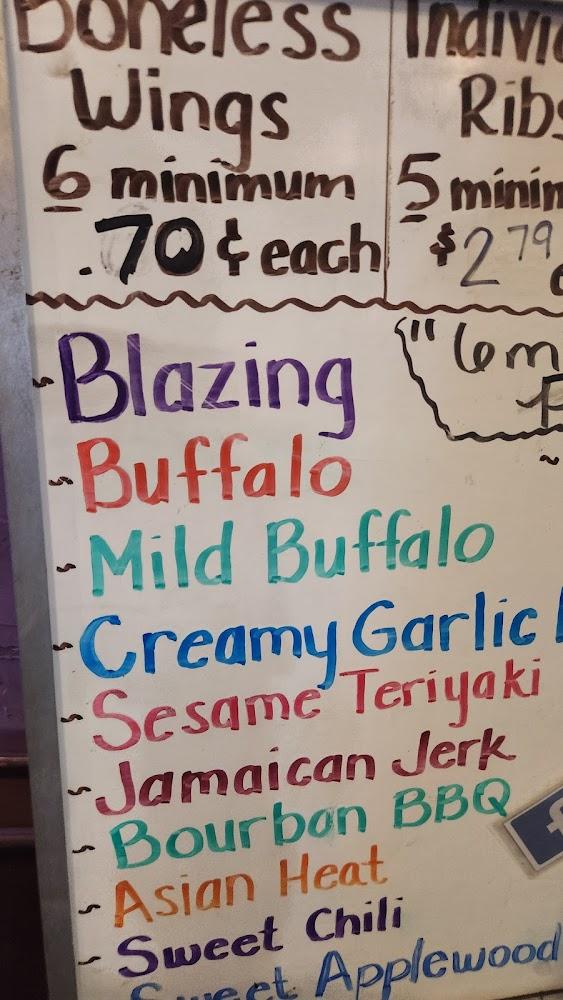 Boneless
Wings
6 minimum
.70 ¢ each
Ribs
5
$2 79
Blazing
Buffalo
Mild Buffalo
Creamy Garlic
Sesame Teriyaki
Jamaican Jerk
Bourbon BBQ
Asian Heat
Sweet Chili
Sweet Applewood